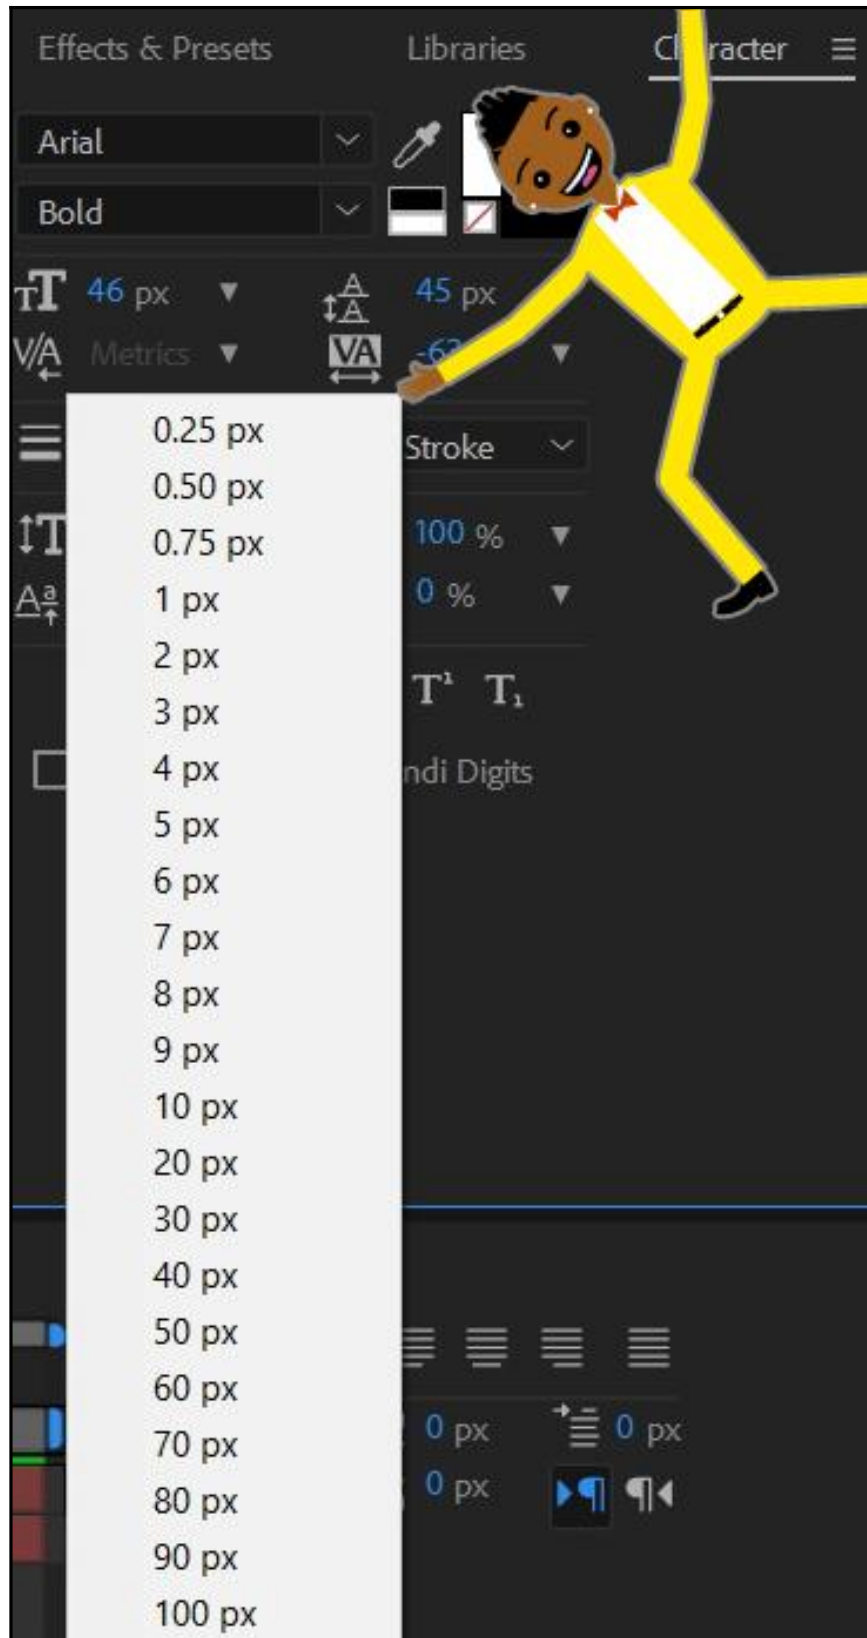 Effects & Presets Libraries Character
Arial
Bold
46 px 45 px
Metrics
0.25 px
Stroke
0.50 px
0.75 px
100 %
1 px
0 %
2 px
3 px
4 px
Digits
5 px
6 px
7 px
8 px
9 px
10 px
20 px
30 px
40 px
50 px
60 px
70 px
0 px 0 px
80 px
0 px
90 px
100 px